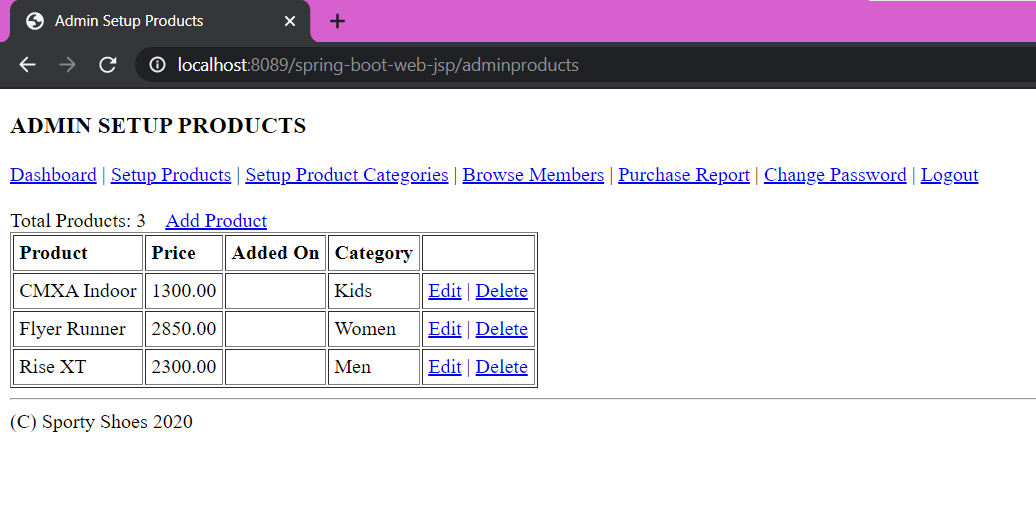 Admin Setup Products
localhost:8089/spring-boot-web-jsp/adminproducts
ADMIN SETUP PRODUCTS
Dashboard | Setup Products | Setup Product Categories | Browse Members | Purchase Report | Change Password | Logout
Total Products: 3 Add Product
Product Price Added On Category
CMXA Indoor 1300.00 Kids Edit | Delete
Flyer Runner 2850.00 Women Edit | Delete
Rise XT 2300.00 Men Edit | Delete
(C) Sporty Shoes 2020